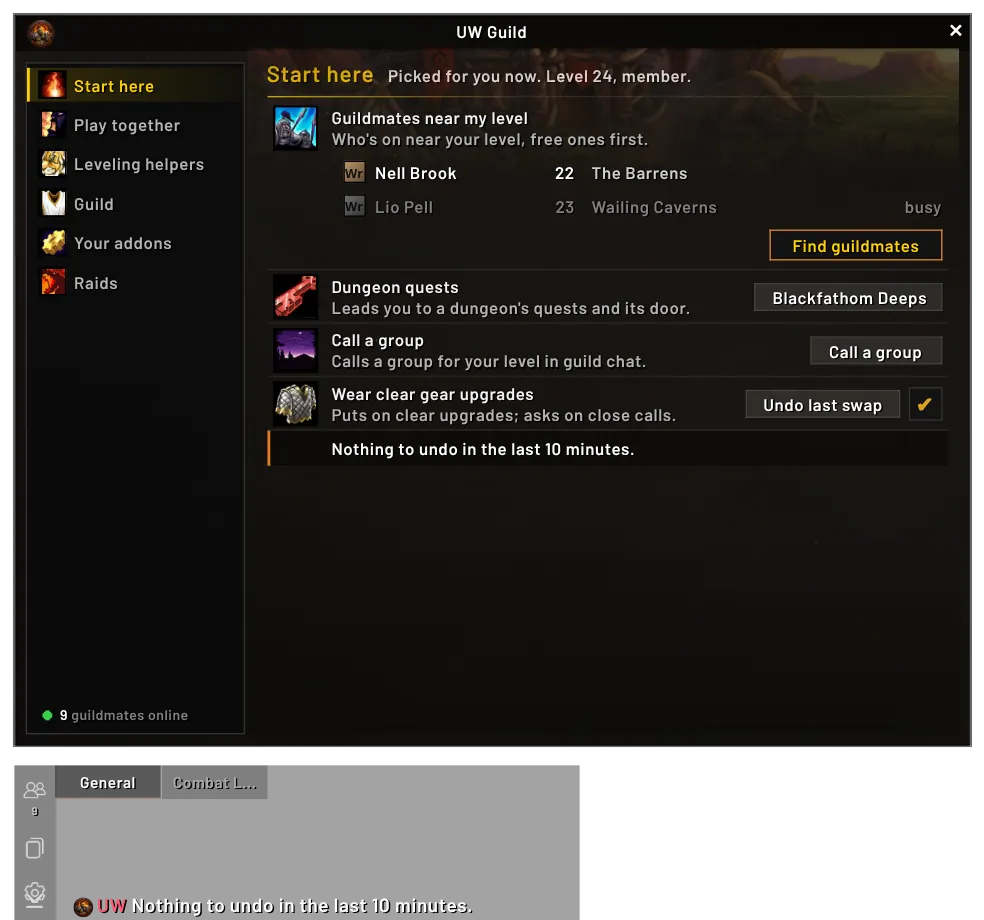 UW Guild
Start here
Play together
Leveling helpers
Guild
Your addons
Raids
9 guildmates online
Start here Picked for you now. Level 24, member.
Guildmates near my level
Who's on near your level, free ones first.
Wr Nell Brook 22 The Barrens
Wr Lio Pell 23 Wailing Caverns busy
Find guildmates
Dungeon quests
Leads you to a dungeon's quests and its door.
Blackfathom Deeps
Call a group
Calls a group for your level in guild chat.
Call a group
Wear clear gear upgrades
Puts on clear upgrades; asks on close calls.
Undo last swap
Nothing to undo in the last 10 minutes.
General Combat L...
9
UW Nothing to undo in the last 10 minutes.